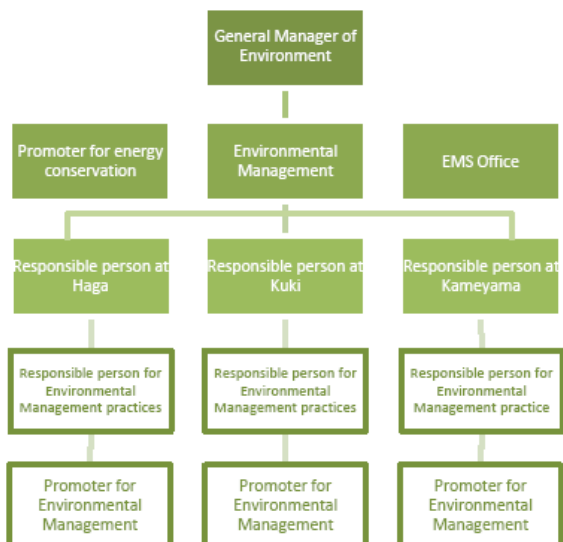 General Manager of
Environment
Promoter for energy
conservation
Environmental
Management
EMS Office
Responsible person at
Haga
Responsible person at
Kuki
Responsible person at
Kameyama
Responsible person for
Environmental
Management practices
Responsible person for
Environmental
Management practices
Responsible person for
Environmental
Management practice
Promoter for
Environmental
Management
Promoter for
Environmental
Management
Promoter for
Environmental
Management